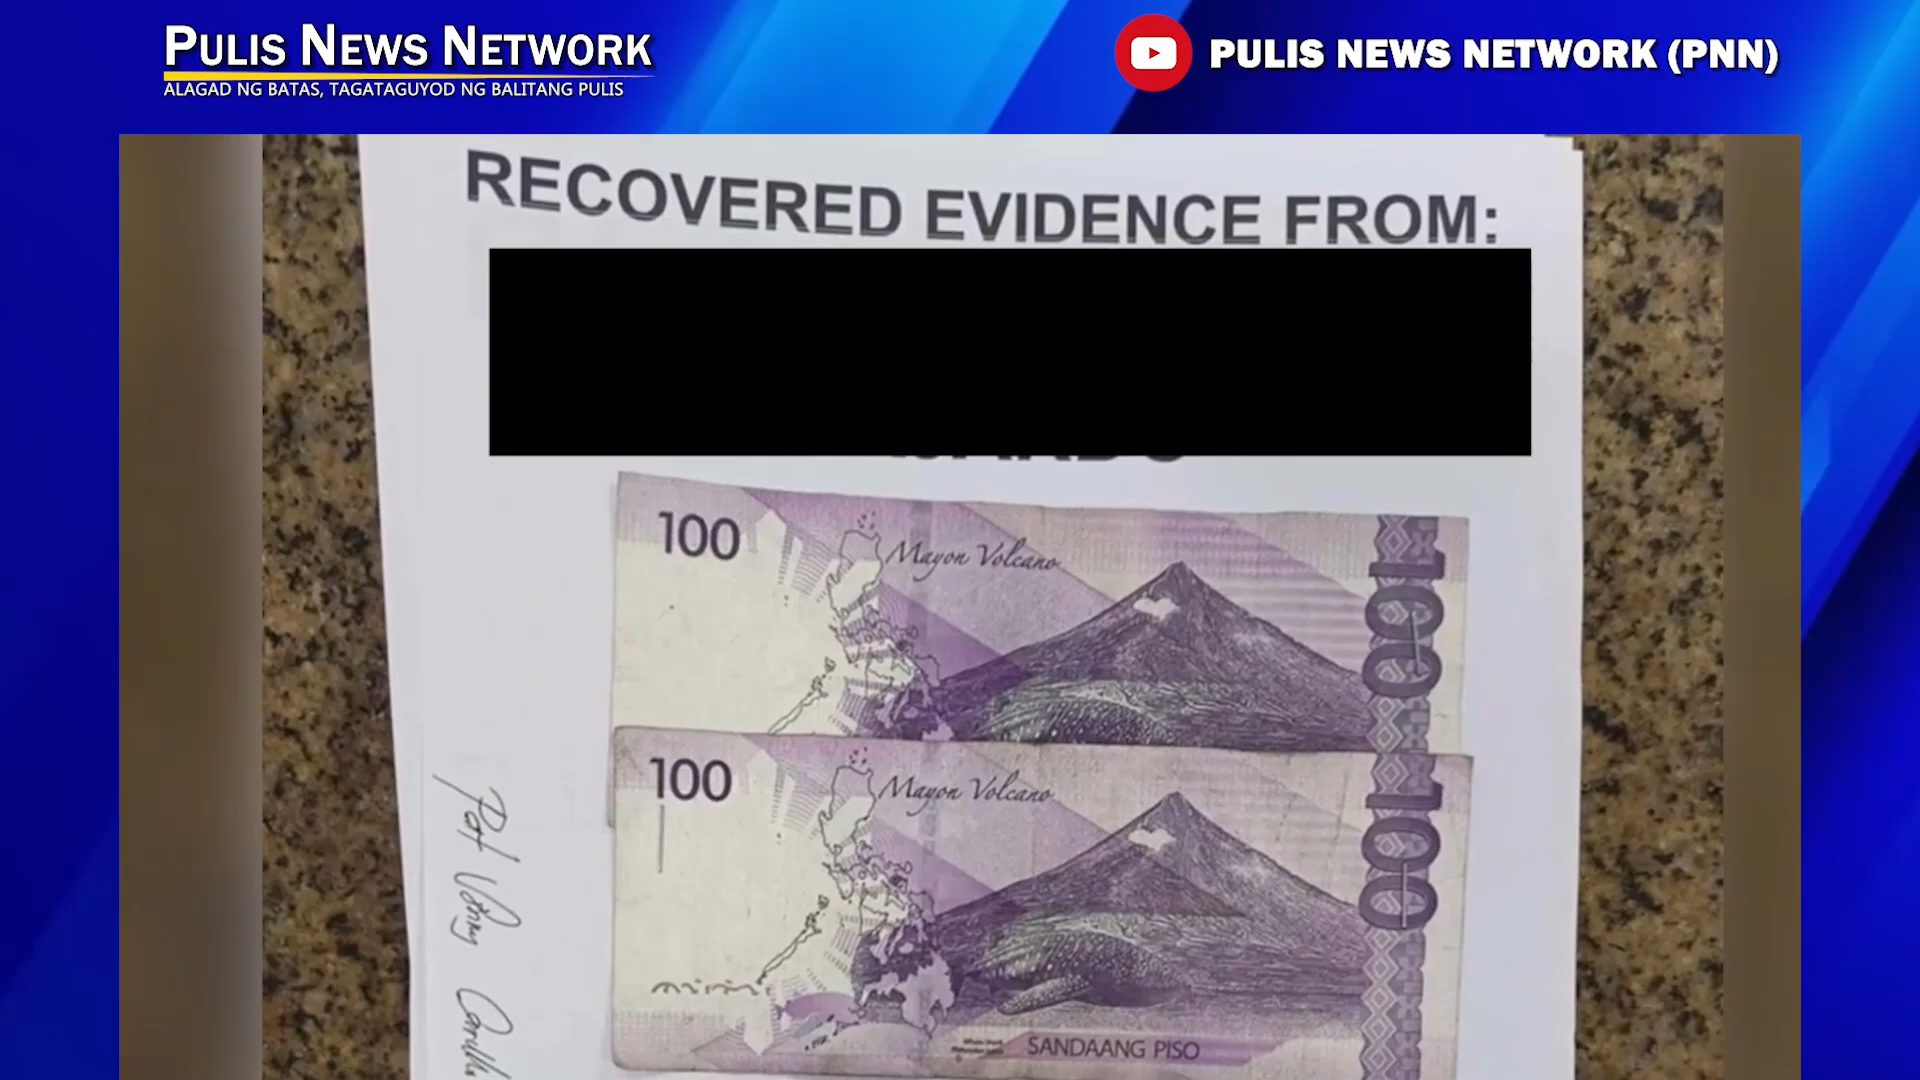 PULIS NEWS NETWORK
ALAGAD NG BATAS, TAGATAGUYOD NG BALITANG PULIS
PULIS NEWS NETWORK (PNN)
RECOVERED EVIDENCE FROM:
100
Mayon Volcano
100
100
Mayon Volcano
100
SANDAANG PISO
Pat